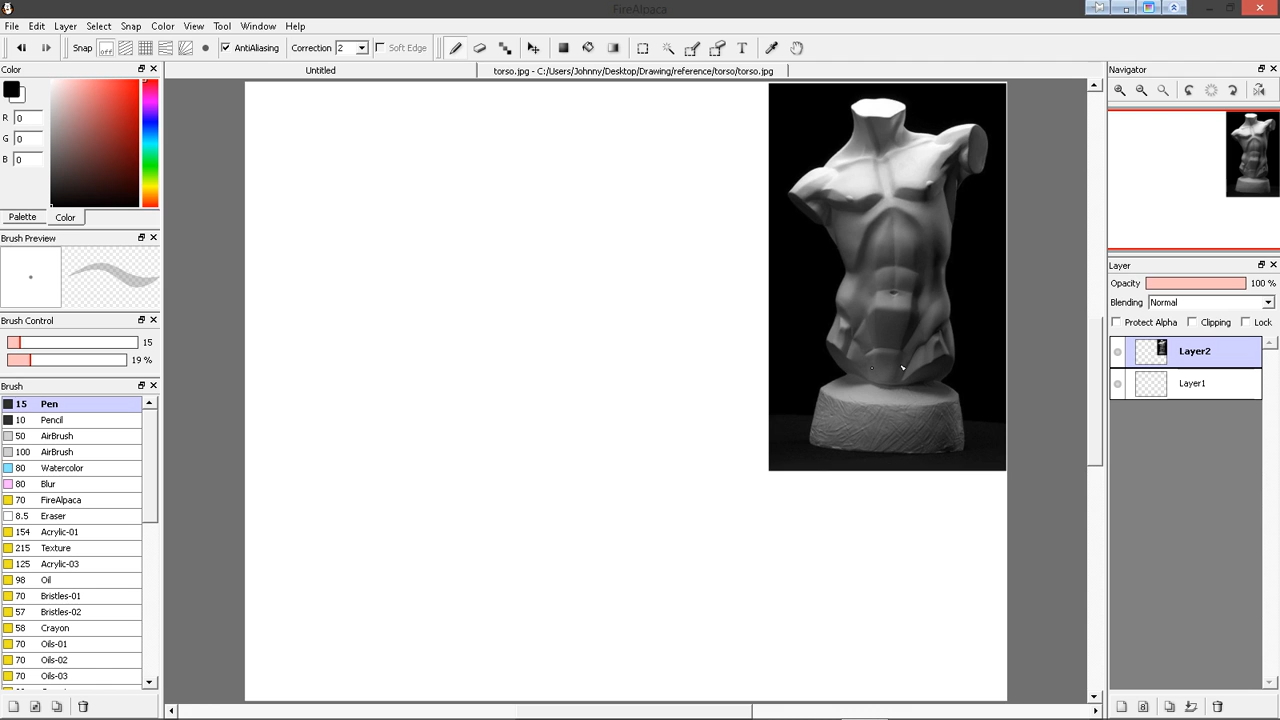 FireAlpaca
File Edit Layer Select Snap Color View Tool Window Help
Snap off AntiAliasing Correction 2 Soft Edge T
Color
Untitled
torso.jpg - C:/Users/Johnny/Desktop/Drawing/reference/torso/torso.jpg
Navigator
R 0
G 0
B 0
Palette Color
Brush Preview
Brush Control
15
19 %
Brush
15 Pen
10 Pencil
50 AirBrush
100 AirBrush
80 Watercolor
80 Blur
70 FireAlpaca
8.5 Eraser
154 Acrylic-01
215 Texture
125 Acrylic-03
98 Oil
70 Bristles-01
57 Bristles-02
58 Crayon
70 Oils-01
70 Oils-02
70 Oils-03
Layer
Opacity 100 %
Blending Normal
Protect Alpha Clipping Lock
Layer2
Layer1